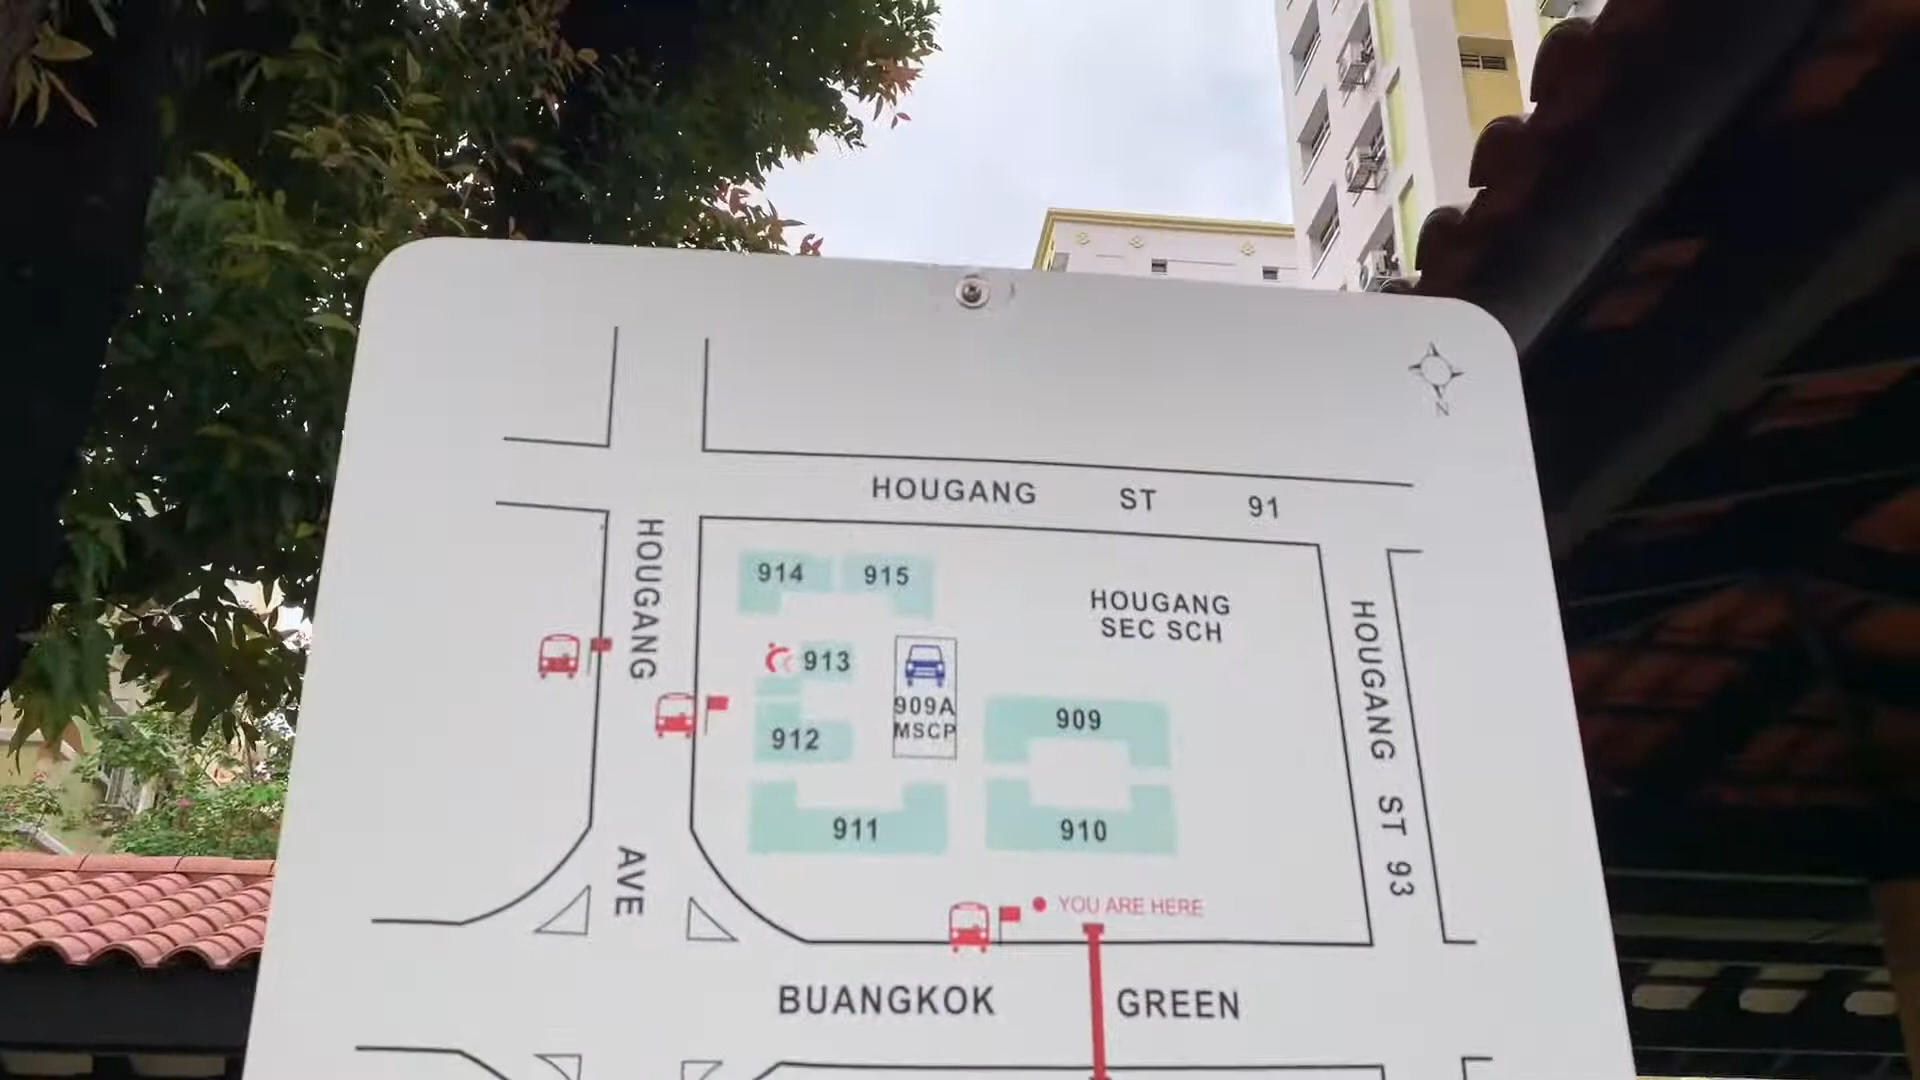 N
HOUGANG ST 91
HOUGANG AVE
914
915
HOUGANG
SEC SCH
913
909A
MSCP
912
909
HOUGANG ST 93
911
910
YOU ARE HERE
BUANGKOK GREEN